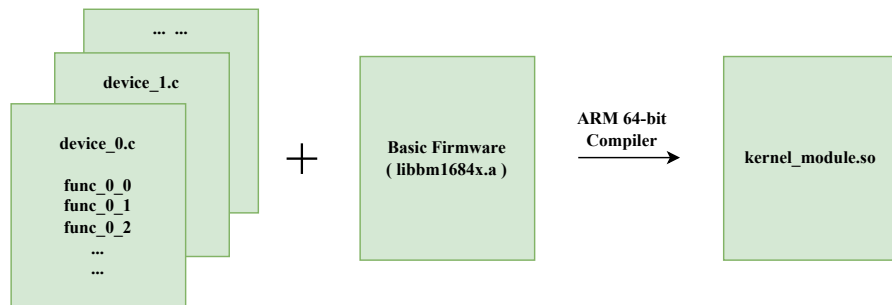 ... ...
device_1.c
device_0.c
func_0_0
func_0_1
func_0_2
...
...
+
Basic Firmware
( libbm1684x.a )
ARM 64-bit
Compiler
kernel_module.so